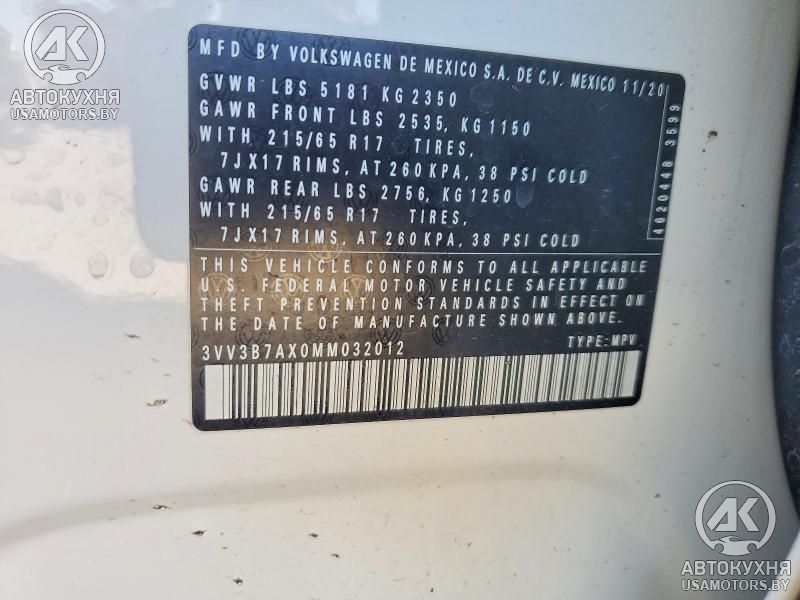 AK
АВТОКУХНЯ
USAMOTORS.BY
MFD BY VOLKSWAGEN DE MEXICO S.A. DE C.V. MEXICO 11/20
GVWR LBS 5181 KG 2350
GAWR FRONT LBS 2535, KG 1150
WITH 215/65 R17 TIRES,
7JX17 RIMS, AT 260 KPA, 38 PSI COLD
GAWR REAR LBS 2756, KG 1250
WITH 215/65 R17 TIRES,
7JX17 RIMS, AT 260 KPA, 38 PSI COLD
4620448 3599
THIS VEHICLE CONFORMS TO ALL APPLICABLE
U.S. FEDERAL MOTOR VEHICLE SAFETY AND
THEFT PREVENTION STANDARDS IN EFFECT ON
THE DATE OF MANUFACTURE SHOWN ABOVE.
3VV3B7AX0MM032012 TYPE: MPV
AK
АВТОКУХНЯ
USAMOTORS.BY